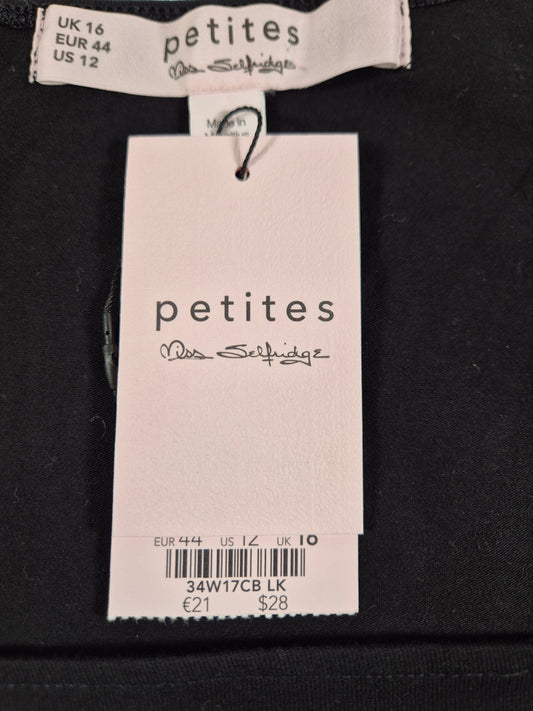 UK 16
EUR 44
US 12
petites
Miss Selfridge
Made in
petites
Miss Selfridge
EUR 44 US 12 UK 16
34W17CB LK
€21 $28